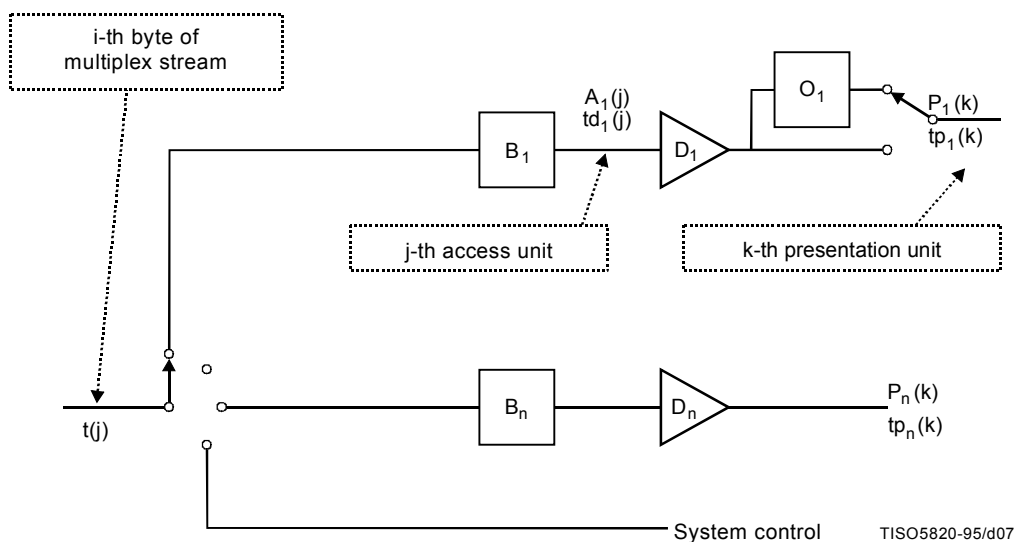 i-th byte of
multiplex stream
A₁(j)
td₁(j)
O₁
P₁(k)
tp₁(k)
B₁
D₁
j-th access unit
k-th presentation unit
t(j)
Bₙ
Dₙ
Pₙ(k)
tpₙ(k)
System control
TISO5820-95/d07